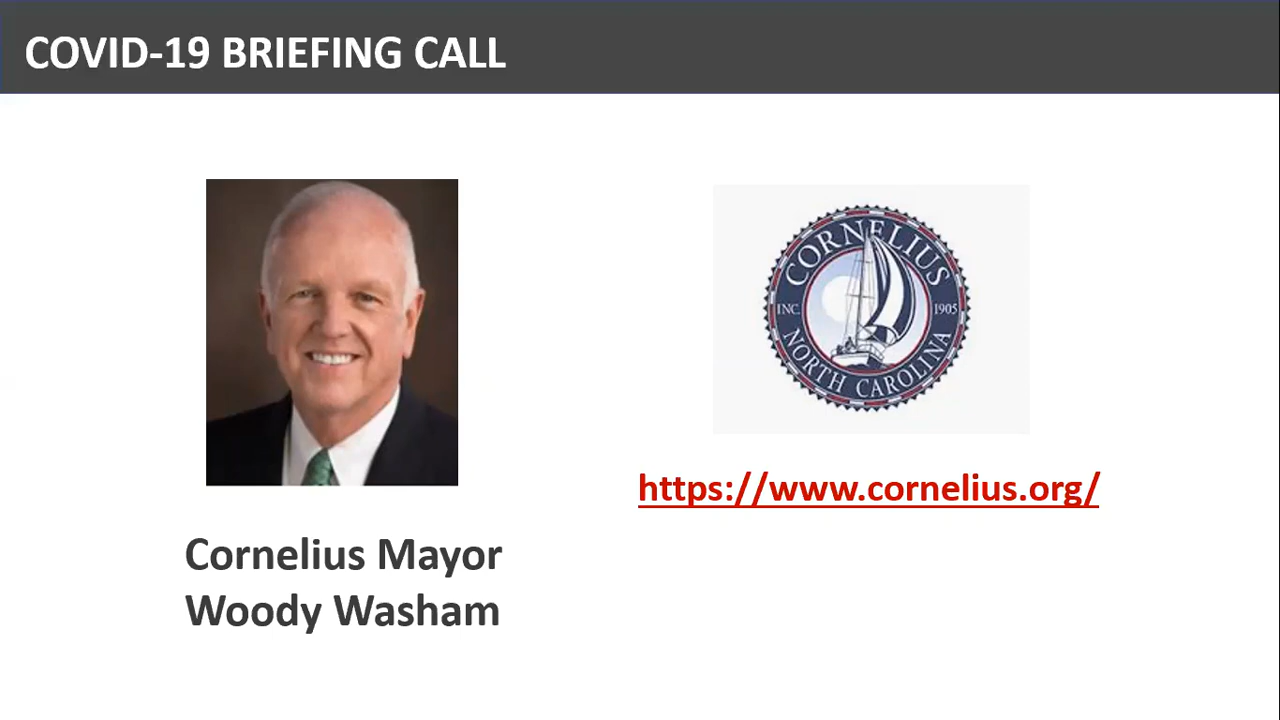 COVID-19 BRIEFING CALL
CORNELIUS
INC. 1905
NORTH CAROLINA
https://www.cornelius.org/
Cornelius Mayor
Woody Washam